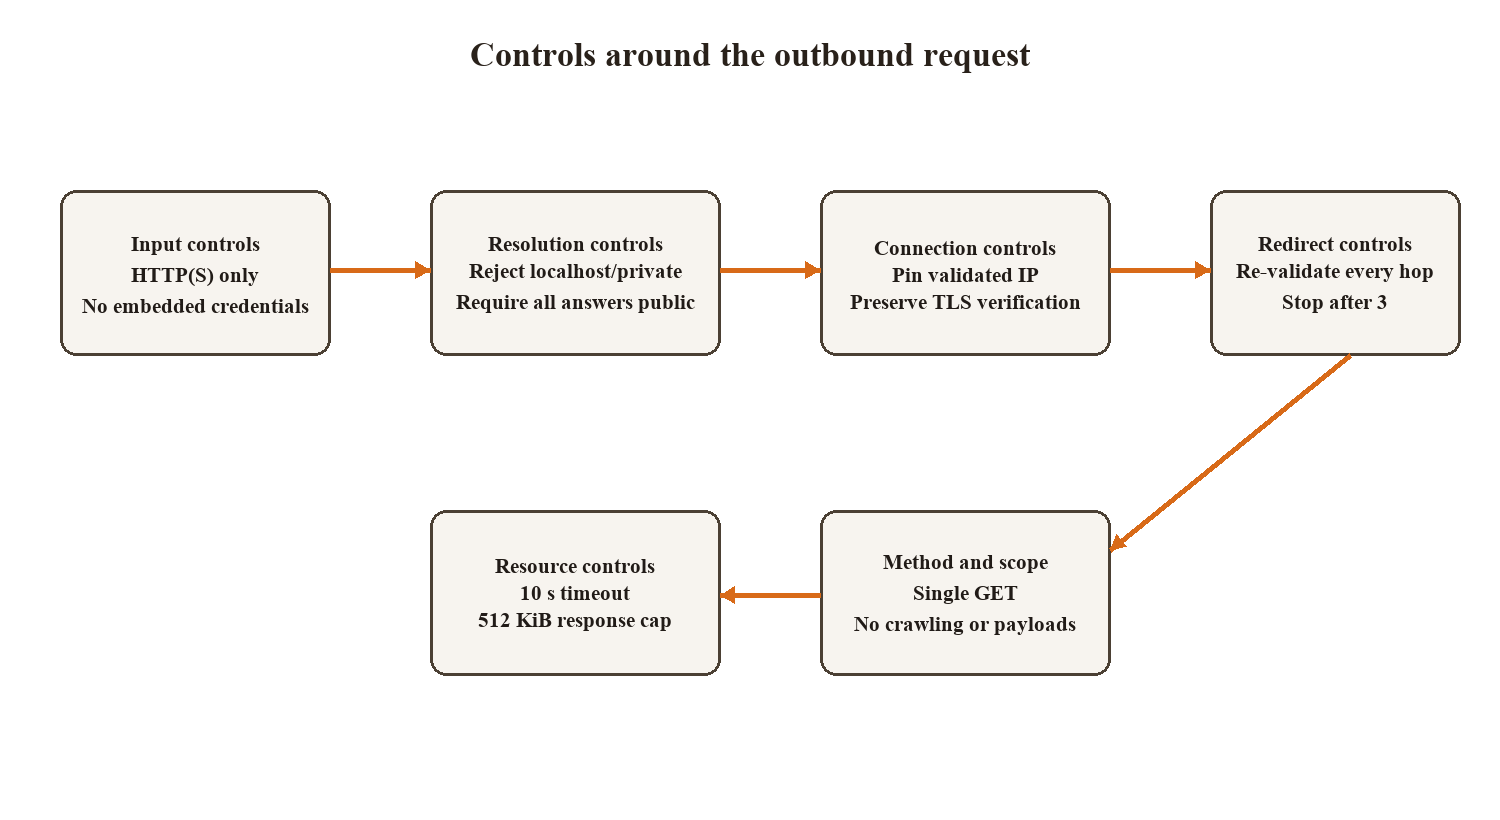 Controls around the outbound request
Input controls
HTTP(S) only
No embedded credentials
Resolution controls
Reject localhost/private
Require all answers public
Connection controls
Pin validated IP
Preserve TLS verification
Redirect controls
Re-validate every hop
Stop after 3
Method and scope
Single GET
No crawling or payloads
Resource controls
10 s timeout
512 KiB response cap